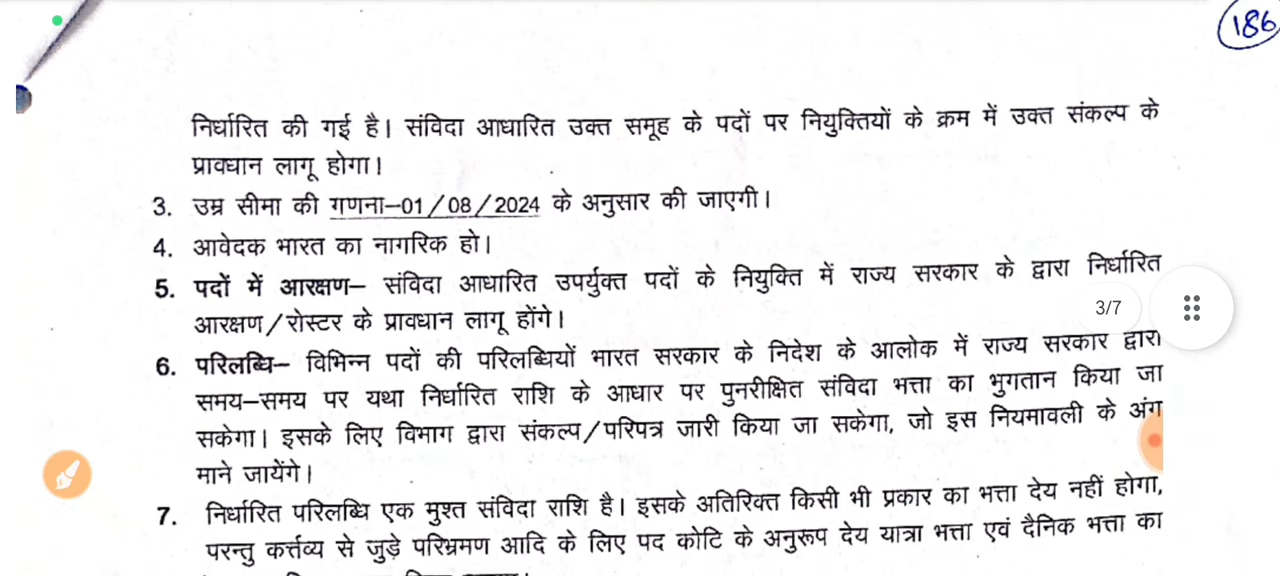 186
निर्धारित की गई है। संविदा आधारित उक्त समूह के पदों पर नियुक्तियों के क्रम में उक्त संकल्प के
प्रावधान लागू होगा।
3. उम्र सीमा की गणना–01/08/2024 के अनुसार की जाएगी।
4. आवेदक भारत का नागरिक हो।
5. पदों में आरक्षण– संविदा आधारित उपर्युक्त पदों के नियुक्ति में राज्य सरकार के द्वारा निर्धारित
आरक्षण/रोस्टर के प्रावधान लागू होंगे।
3/7
6. परिलब्धि– विभिन्न पदों की परिलब्धियों भारत सरकार के निदेश के आलोक में राज्य सरकार द्वारा
समय–समय पर यथा निर्धारित राशि के आधार पर पुनरीक्षित संविदा भत्ता का भुगतान किया जा
सकेगा। इसके लिए विभाग द्वारा संकल्प/परिपत्र जारी किया जा सकेगा, जो इस नियमावली के अंग
माने जायेंगे।
7. निर्धारित परिलब्धि एक मुश्त संविदा राशि है। इसके अतिरिक्त किसी भी प्रकार का भत्ता देय नहीं होगा,
परन्तु कर्त्तव्य से जुड़े परिभ्रमण आदि के लिए पद कोटि के अनुरूप देय यात्रा भत्ता एवं दैनिक भत्ता का